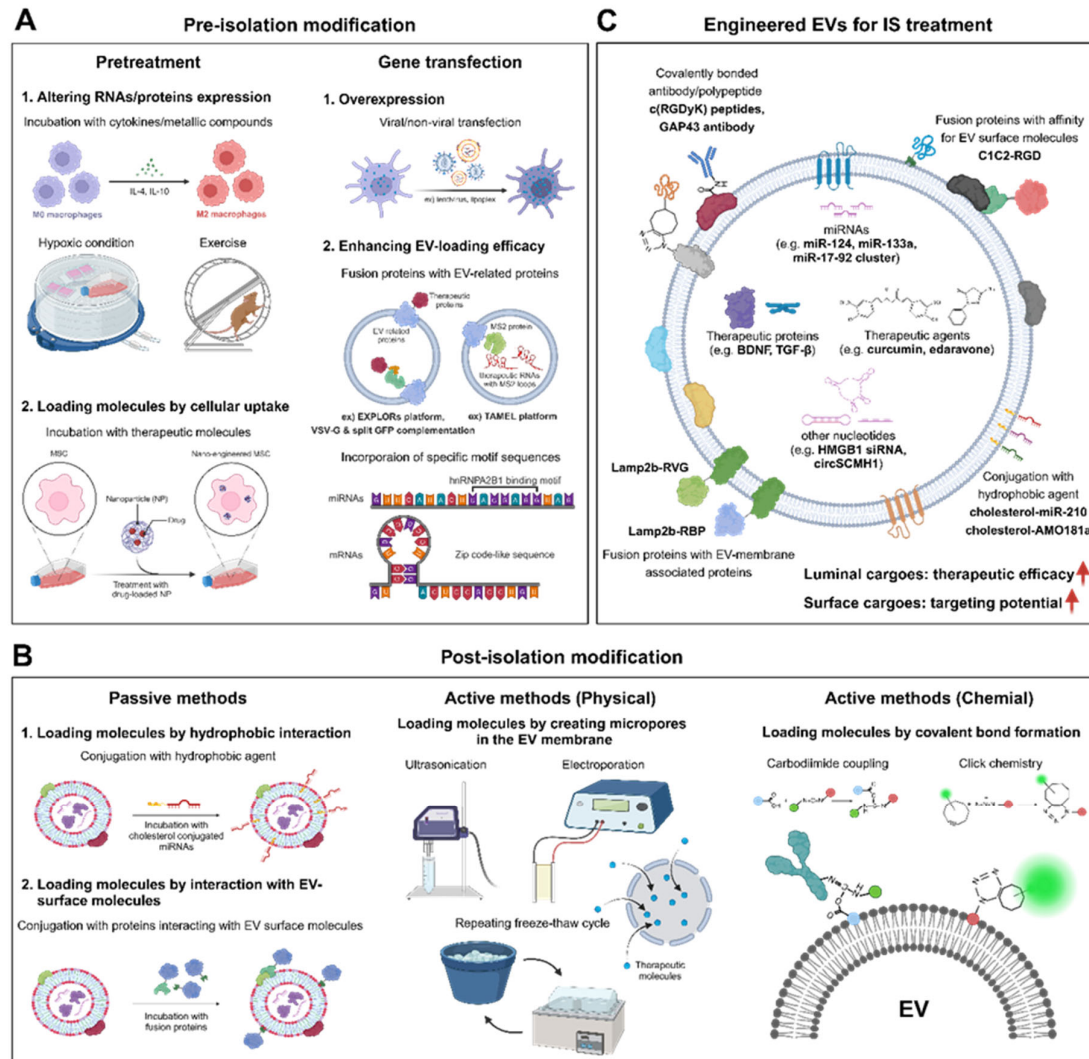 A
Pre-isolation modification
Pretreatment
1. Altering RNAs/proteins expression
Incubation with cytokines/metallic compounds
IL-4, IL-10
M0 macrophages
M2 macrophages
Hypoxic condition
Exercise
2. Loading molecules by cellular uptake
Incubation with therapeutic molecules
MSC
Nano-engineered MSC
Nanoparticle (NP)
Drug
Treatment with
drug-loaded NP
Gene transfection
1. Overexpression
Viral/non-viral transfection
ex) lentivirus, lipoplex
2. Enhancing EV-loading efficacy
Fusion proteins with EV-related proteins
Therapeutic
proteins
EV related
proteins
MS2 protein
therapeutic RNAs
with MS2 loops
ex) EXPLORs platform,
VSV-G & split GFP complementation
ex) TAMEL platform
Incorporaion of specific motif sequences
hnRNPA2B1 binding motif
miRNAs
mRNAs
Zip code-like sequence
C
Engineered EVs for IS treatment
Covalently bonded
antibody/polypeptide
c(RGDyK) peptides,
GAP43 antibody
Fusion proteins with affinity
for EV surface molecules
C1C2-RGD
miRNAs
(e.g. miR-124, miR-133a,
miR-17-92 cluster)
Therapeutic proteins
(e.g. BDNF, TGF-β)
Therapeutic agents
(e.g. curcumin, edaravone)
other nucleotides
(e.g. HMGB1 siRNA,
circSCMH1)
Lamp2b-RVG
Lamp2b-RBP
Fusion proteins with EV-membrane
associated proteins
Conjugation with
hydrophobic agent
cholesterol-miR-210
cholesterol-AMO181a
Luminal cargoes: therapeutic efficacy
Surface cargoes: targeting potential
B
Post-isolation modification
Passive methods
1. Loading molecules by hydrophobic interaction
Conjugation with hydrophobic agent
Incubation with
cholesterol conjugated
miRNAs
2. Loading molecules by interaction with EV-
surface molecules
Conjugation with proteins interacting with EV surface molecules
Incubation with
fusion proteins
Active methods (Physical)
Loading molecules by creating micropores
in the EV membrane
Ultrasonication
Electroporation
Repeating freeze-thaw cycle
Therapeutic
molecules
Active methods (Chemial)
Loading molecules by covalent bond formation
Carbodiimide coupling
Click chemistry
EV